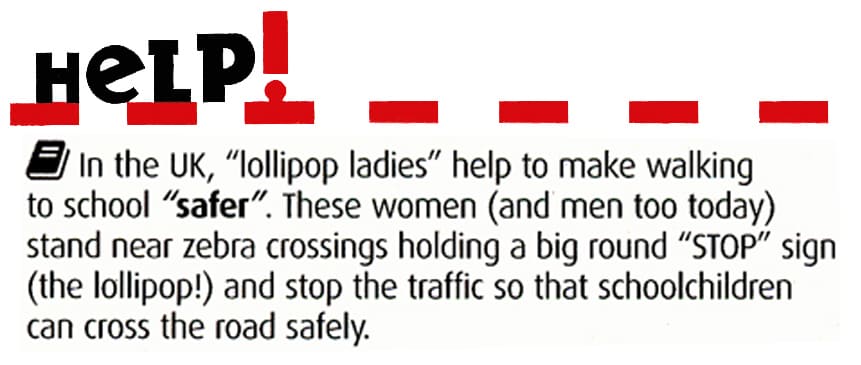 HeLP!
In the UK, “lollipop ladies” help to make walking
to school “safer”. These women (and men too today)
stand near zebra crossings holding a big round “STOP” sign
(the lollipop!) and stop the traffic so that schoolchildren
can cross the road safely.